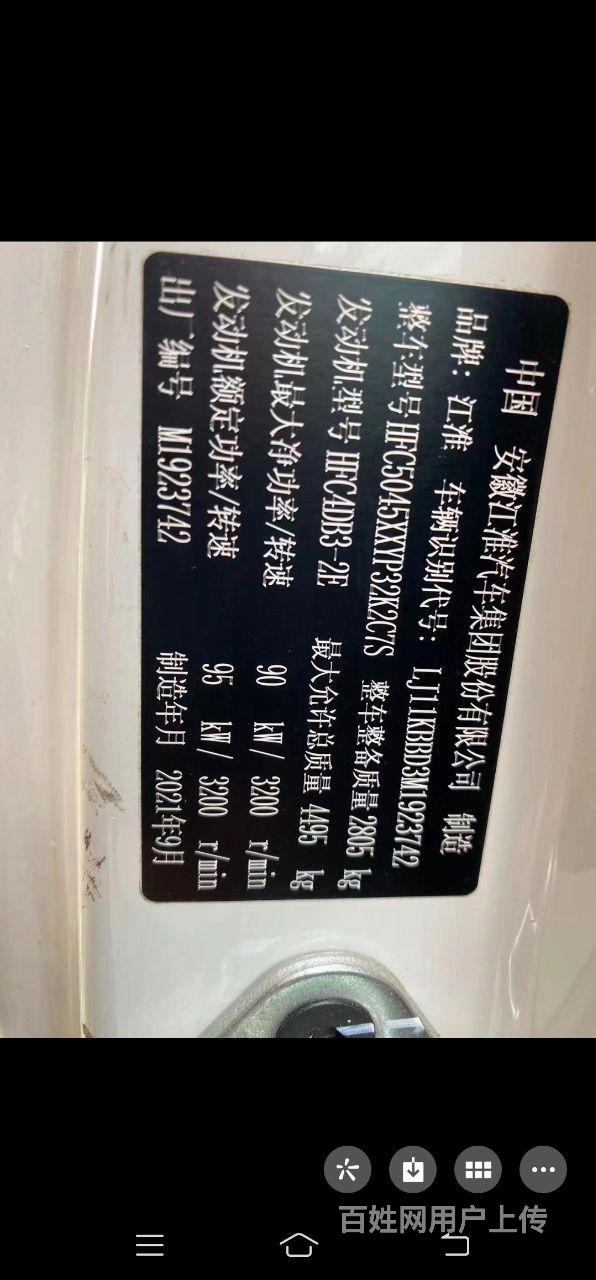 中国 安徽江淮汽车集团股份有限公司 制造
品牌: 江淮 车辆识别代号: LJ11KBBD3M1923742
整车型号 HFC5045XXYP32K2C7S 整车整备质量 2805 kg
发动机型号 HFC4DB3-2E 最大允许总质量 4495 kg
发动机最大净功率/转速 90 kW/ 3200 r/min
发动机额定功率/转速 95 kW/ 3200 r/min
出厂编号 M1923742 制造年月 2021年9月
百姓网用户上传